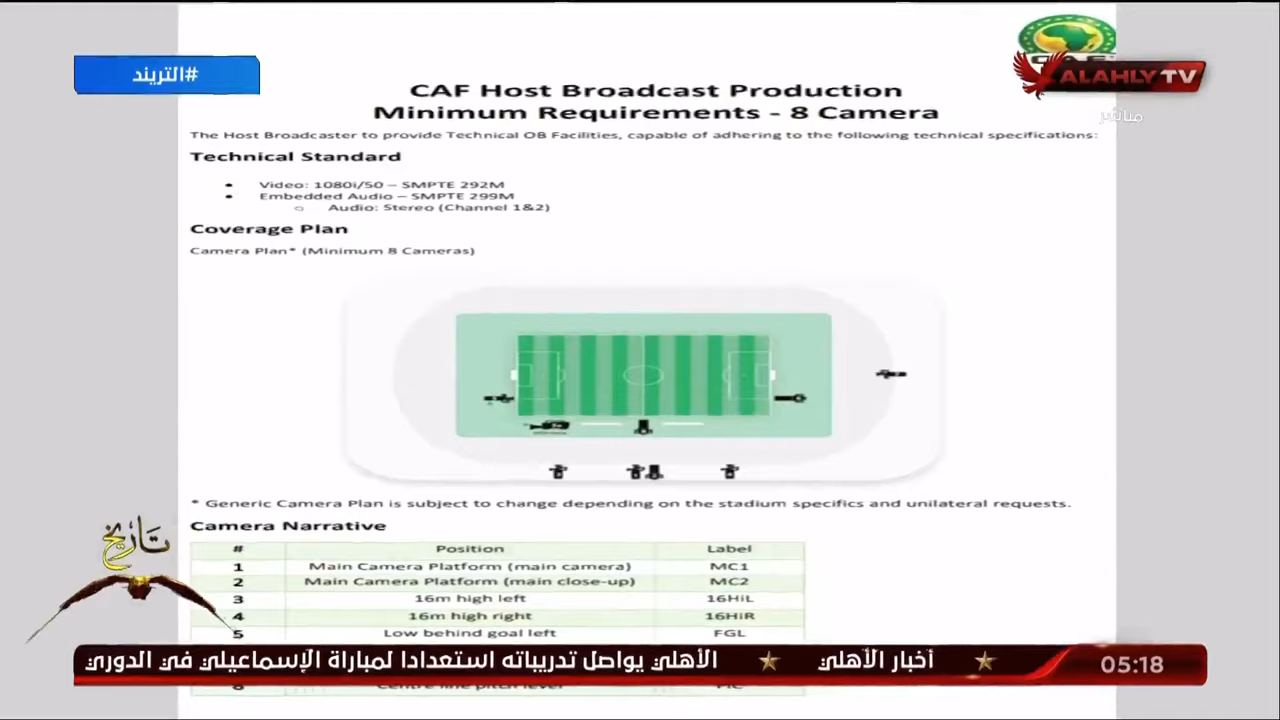 #التريند
CAF
ALAHLY TV
مباشر
CAF Host Broadcast Production
Minimum Requirements - 8 Camera
The Host Broadcaster to provide Technical OB Facilities, capable of adhering to the following technical specifications:
Technical Standard
• Video: 1080i/50 – SMPTE 292M
• Embedded Audio – SMPTE 299M
○ Audio: Stereo (Channel 1&2)
Coverage Plan
Camera Plan* (Minimum 8 Cameras)
* Generic Camera Plan is subject to change depending on the stadium specifics and unilateral requests.
Camera Narrative
# Position Label
1 Main Camera Platform (main camera) MC1
2 Main Camera Platform (main close-up) MC2
3 16m high left 16HiL
4 16m high right 16HiR
5 Low behind goal left FGL
تاريخ
أخبار الأهلي ★ الأهلي يواصل تدريباته استعدادا لمباراة الإسماعيلي في الدوري
05:18
Centre line pitch level